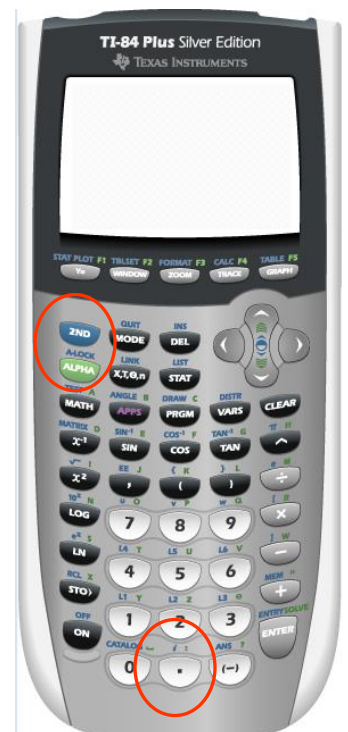 TI-84 Plus Silver Edition
TEXAS INSTRUMENTS
STAT PLOT F1 TBLSET F2 FORMAT F3 CALC F4 TABLE F5
Y= WINDOW ZOOM TRACE GRAPH
QUIT INS
2ND MODE DEL
A-LOCK LINK LIST
ALPHA X,T,Θ,n STAT
TEST A ANGLE B DRAW C DISTR
MATH APPS PRGM VARS CLEAR
MATRIX D SIN⁻¹ E COS⁻¹ F TAN⁻¹ G π H
x⁻¹ SIN COS TAN ^
√ I EE J { K } L e M
x² , ( ) ÷
10ˣ N u O v P w Q [ R
LOG 7 8 9 ×
eˣ S L4 T L5 U L6 V ] W
LN 4 5 6 −
RCL X L1 Y L2 Z L3 θ MEM "
STO› 1 2 3 +
OFF CATALOG i : ANS ? ENTRY SOLVE
ON 0 . (−) ENTER